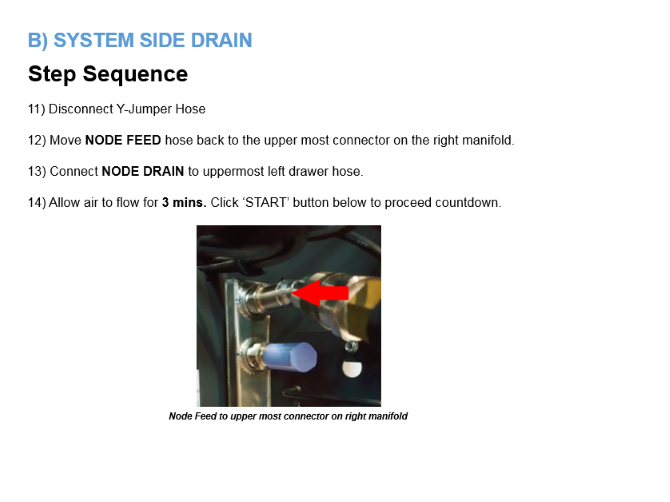 B) SYSTEM SIDE DRAIN
Step Sequence
11) Disconnect Y-Jumper Hose
12) Move NODE FEED hose back to the upper most connector on the right manifold.
13) Connect NODE DRAIN to uppermost left drawer hose.
14) Allow air to flow for 3 mins. Click ‘START’ button below to proceed countdown.
Node Feed to upper most connector on right manifold